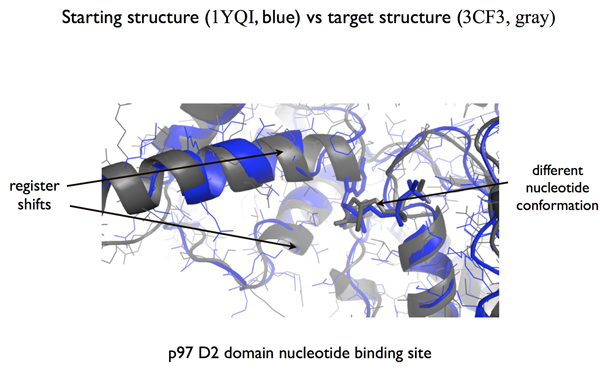 Starting structure (1YQI, blue) vs target structure (3CF3, gray)
register
shifts
different
nucleotide
conformation
p97 D2 domain nucleotide binding site